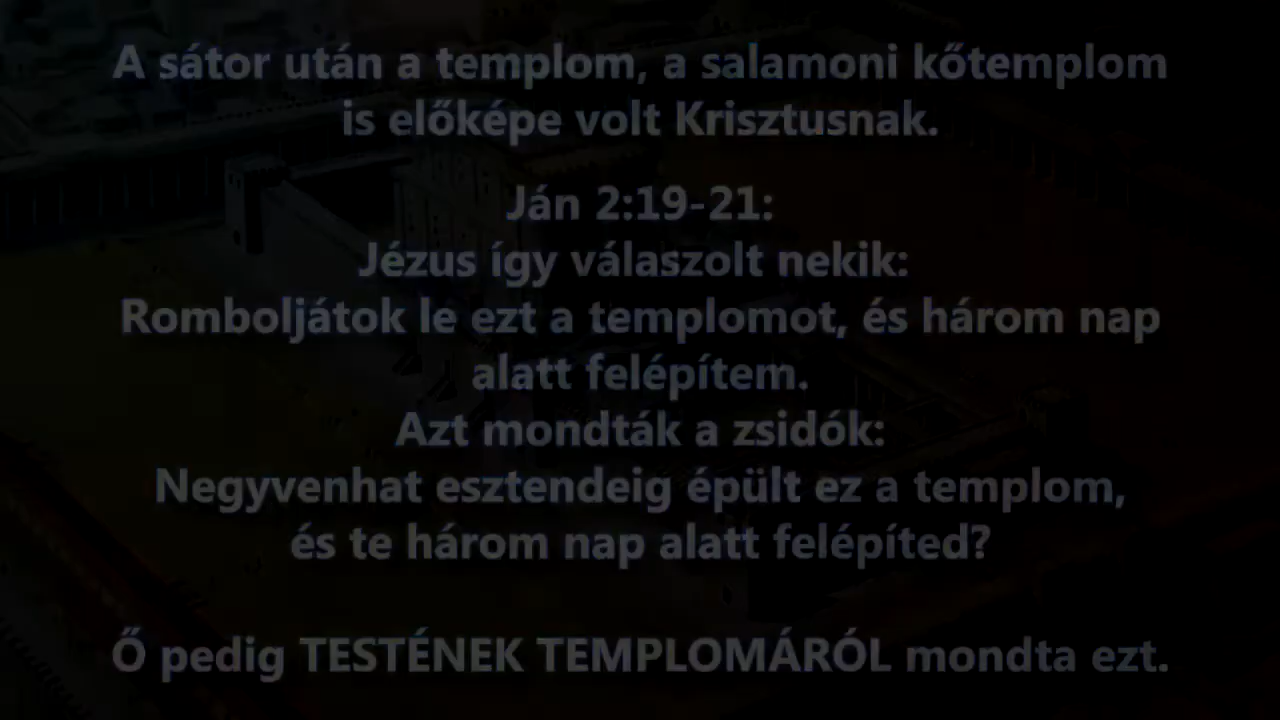 A sátor után a templom, a salamoni kőtemplom
is előképe volt Krisztusnak.
Ján 2:19-21:
Jézus így válaszolt nekik:
Romboljátok le ezt a templomot, és három nap
alatt felépítem.
Azt mondták a zsidók:
Negyvenhat esztendeig épült ez a templom,
és te három nap alatt felépíted?
Ő pedig TESTÉNEK TEMPLOMÁRÓL mondta ezt.